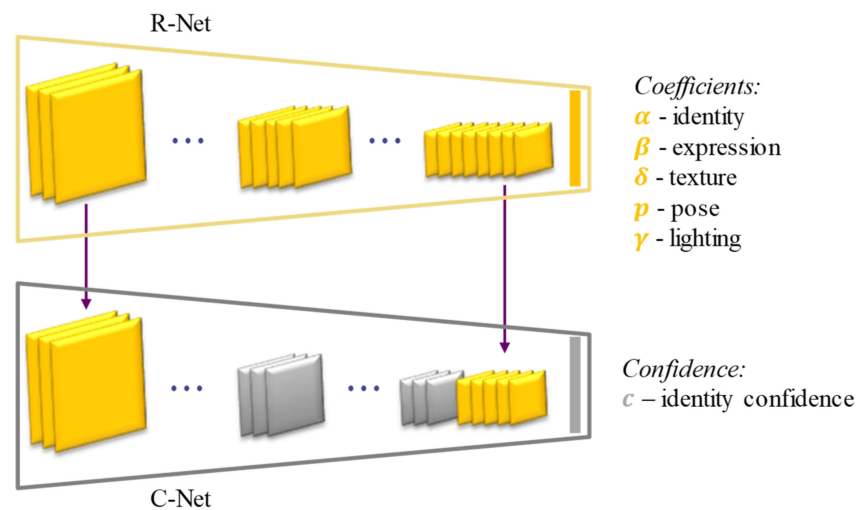 R-Net
Coefficients:
α - identity
β - expression
δ - texture
p - pose
γ - lighting
Confidence:
c – identity confidence
C-Net